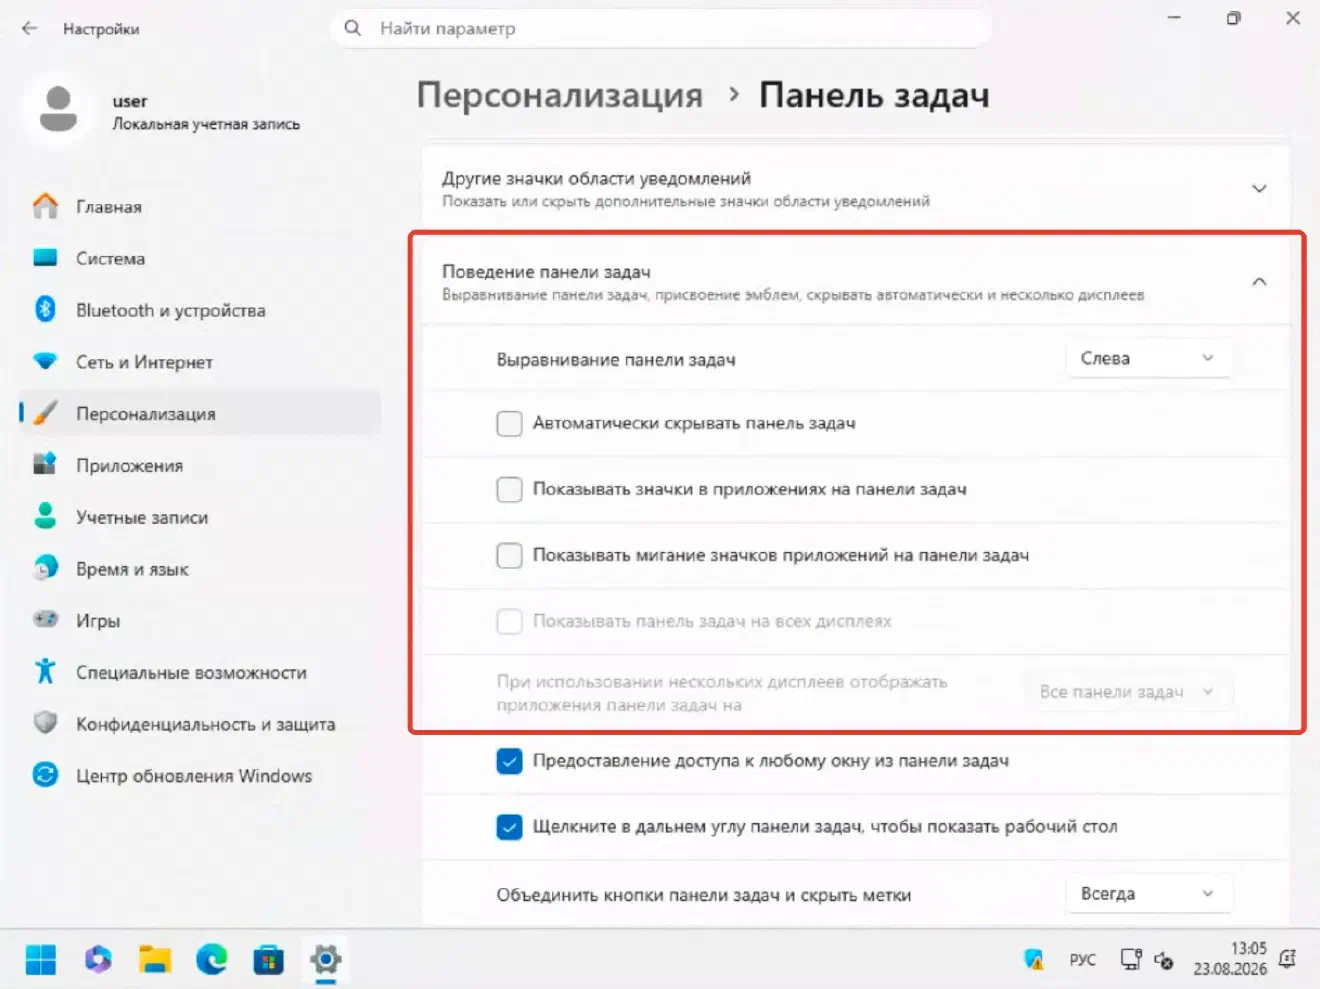 Настройки
Найти параметр
user
Локальная учетная запись
Главная
Система
Bluetooth и устройства
Сеть и Интернет
Персонализация
Приложения
Учетные записи
Время и язык
Игры
Специальные возможности
Конфиденциальность и защита
Центр обновления Windows
Персонализация > Панель задач
Другие значки области уведомлений
Показать или скрыть дополнительные значки области уведомлений
Поведение панели задач
Выравнивание панели задач, присвоение эмблем, скрывать автоматически и несколько дисплеев
Выравнивание панели задач
Слева
Автоматически скрывать панель задач
Показывать значки в приложениях на панели задач
Показывать мигание значков приложений на панели задач
Показывать панель задач на всех дисплеях
При использовании нескольких дисплеев отображать
приложения панели задач на
Все панели задач
Предоставление доступа к любому окну из панели задач
Щелкните в дальнем углу панели задач, чтобы показать рабочий стол
Объединить кнопки панели задач и скрыть метки
Всегда
РУС
13:05
23.08.2026